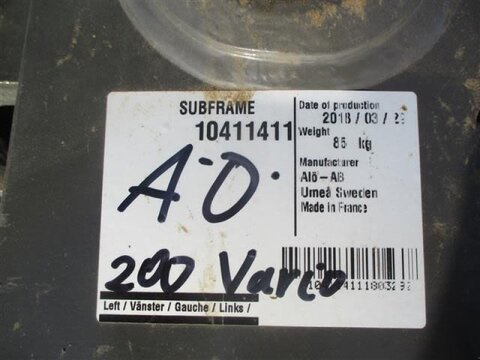 SUBFRAME
10411411
Date of production
2018 / 03 /
Weight
85 kg
Manufacturer
Alö-AB
Umeå Sweden
Made in France
A-O.
200 Vario
Left / Vänster / Gauche / Links /